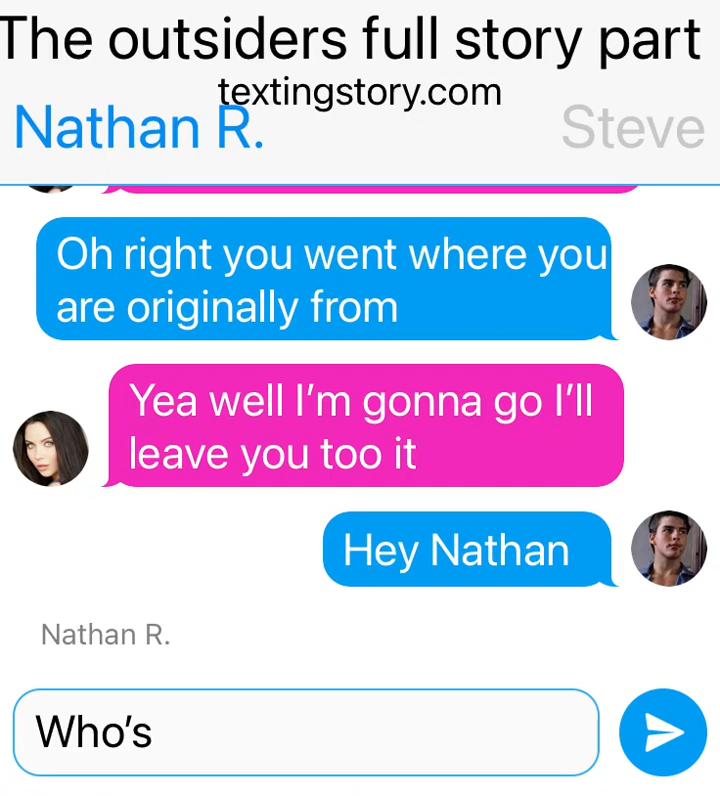 The outsiders full story part
textingstory.com
Nathan R.
Steve
Oh right you went where you
are originally from
Yea well I’m gonna go I’ll
leave you too it
Hey Nathan
Nathan R.
Who’s